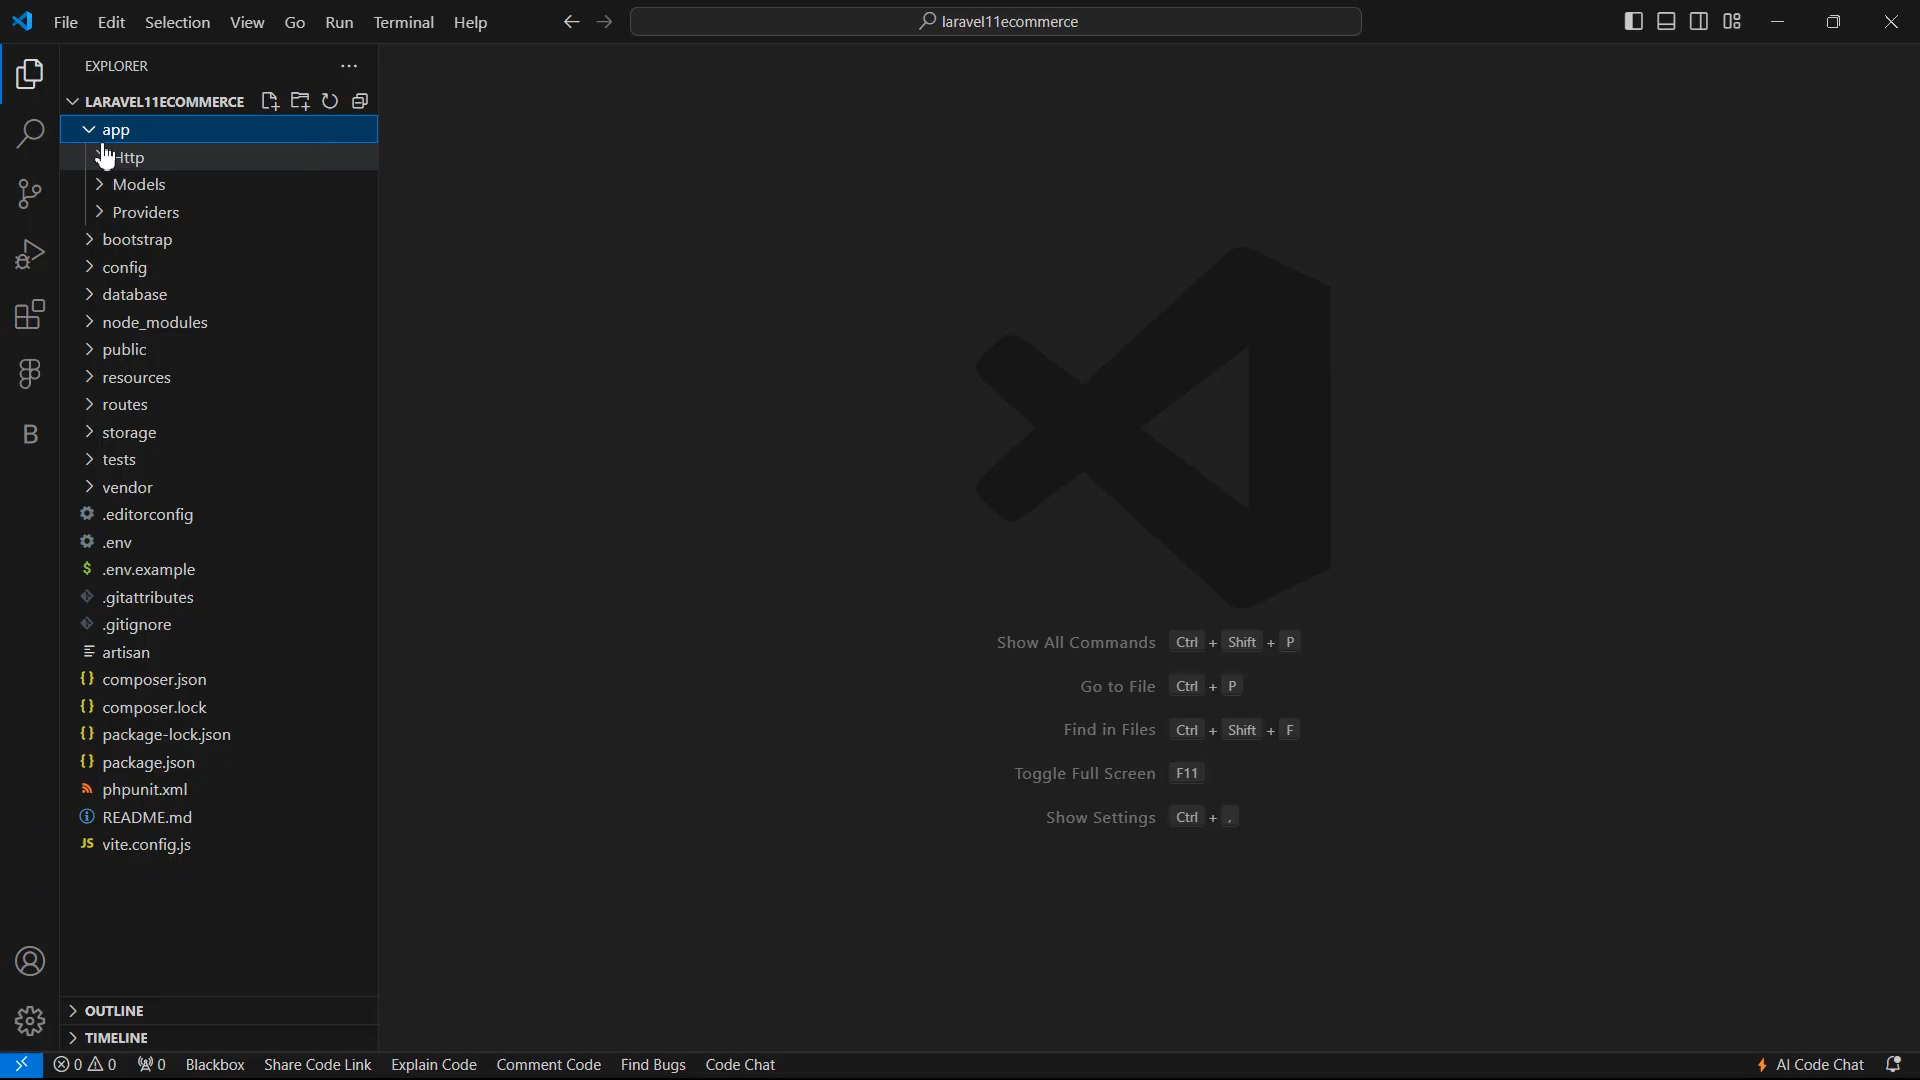 File Edit Selection View Go Run Terminal Help
laravel11ecommerce
EXPLORER
LARAVEL11ECOMMERCE
app
Http
Models
Providers
bootstrap
config
database
node_modules
public
resources
routes
storage
tests
vendor
.editorconfig
.env
$ .env.example
.gitattributes
.gitignore
artisan
{} composer.json
{} composer.lock
{} package-lock.json
{} package.json
phpunit.xml
README.md
JS vite.config.js
B
OUTLINE
TIMELINE
Show All Commands Ctrl + Shift + P
Go to File Ctrl + P
Find in Files Ctrl + Shift + F
Toggle Full Screen F11
Show Settings Ctrl + ,
0 0 0 Blackbox Share Code Link Explain Code Comment Code Find Bugs Code Chat AI Code Chat